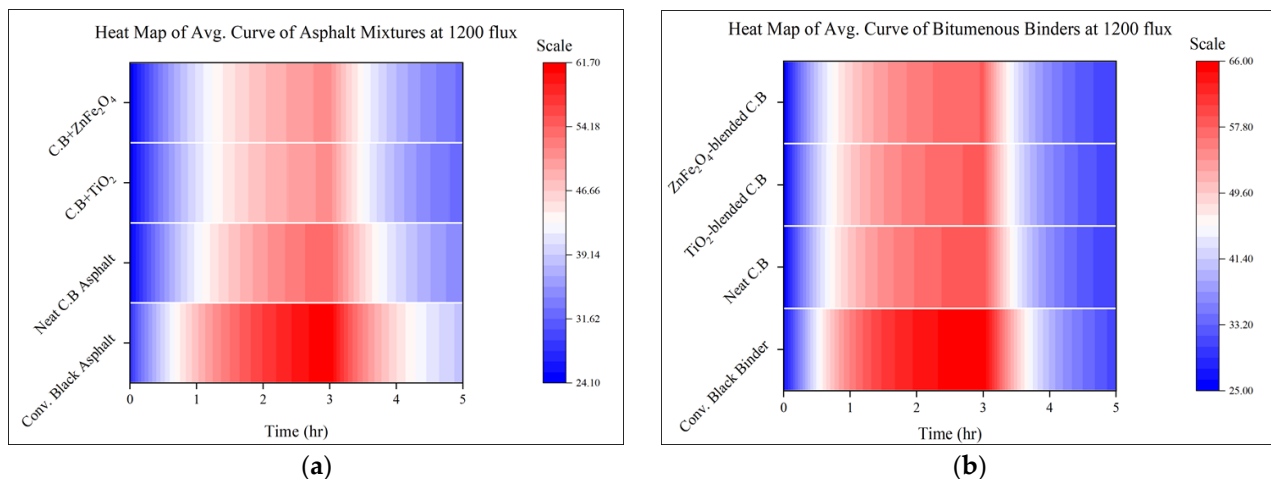 Heat Map of Avg. Curve of Asphalt Mixtures at 1200 flux
Scale
61.70
54.18
46.66
39.14
31.62
24.10
C.B+ZnFe₂O₄
C.B+TiO₂
Neat C.B Asphalt
Conv. Black Asphalt
0 1 2 3 4 5
Time (hr)
(a)
Heat Map of Avg. Curve of Bitumenous Binders at 1200 flux
Scale
66.00
57.80
49.60
41.40
33.20
25.00
ZnFe₂O₄-blended C.B
TiO₂-blended C.B
Neat C.B
Conv. Black Binder
0 1 2 3 4 5
Time (hr)
(b)